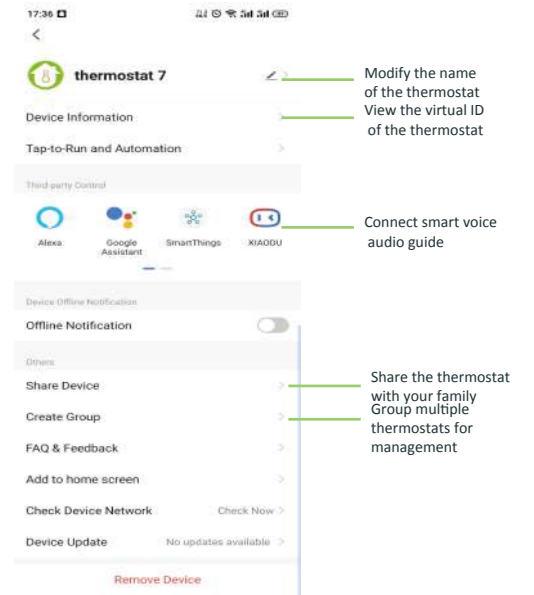 17:36
thermostat 7
Modify the name
of the thermostat
Device Information
View the virtual ID
of the thermostat
Tap-to-Run and Automation
Third-party Control
Alexa
Google
Assistant
SmartThings
XIAODU
Connect smart voice
audio guide
Device Offline Notification
Offline Notification
Others
Share Device
Share the thermostat
with your family
Create Group
Group multiple
thermostats for
management
FAQ & Feedback
Add to home screen
Check Device Network Check Now
Device Update No updates available
Remove Device